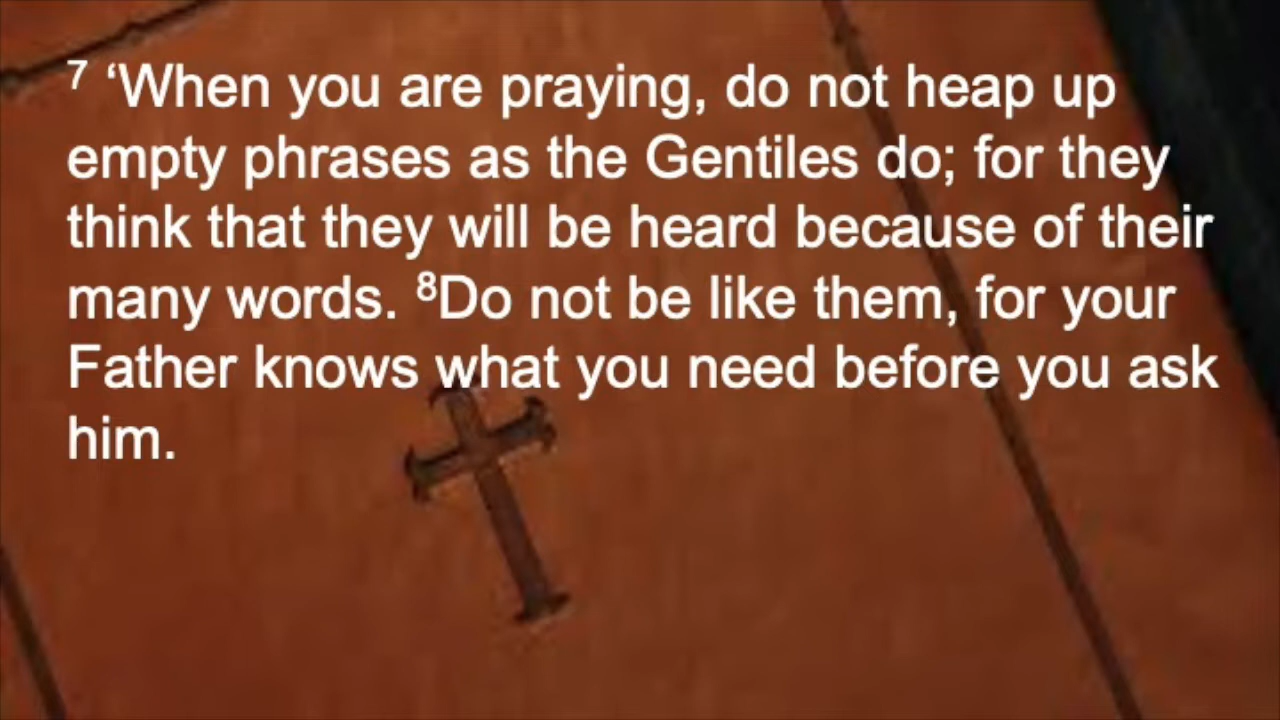 ⁷ ‘When you are praying, do not heap up
empty phrases as the Gentiles do; for they
think that they will be heard because of their
many words. ⁸Do not be like them, for your
Father knows what you need before you ask
him.